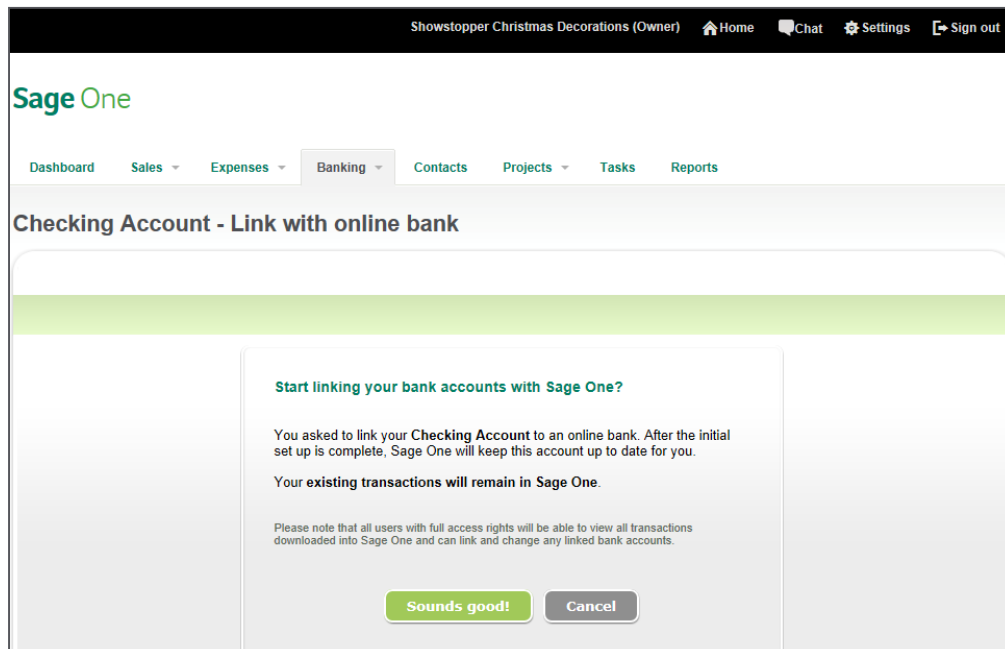 Showstopper Christmas Decorations (Owner) Home Chat Settings Sign out
Sage One
Dashboard Sales Expenses Banking Contacts Projects Tasks Reports
Checking Account - Link with online bank
Start linking your bank accounts with Sage One?
You asked to link your Checking Account to an online bank. After the initial
set up is complete, Sage One will keep this account up to date for you.
Your existing transactions will remain in Sage One.
Please note that all users with full access rights will be able to view all transactions
downloaded into Sage One and can link and change any linked bank accounts.
Sounds good! Cancel